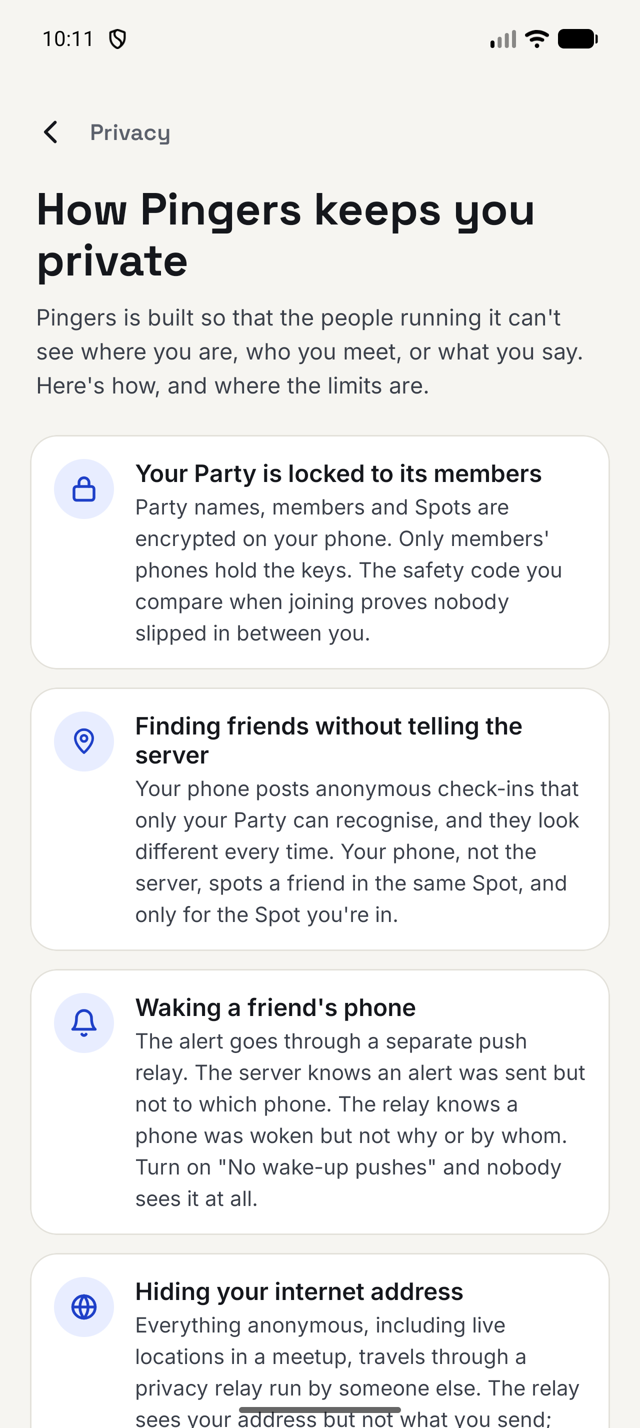 10:11
Privacy
How Pingers keeps you
private
Pingers is built so that the people running it can't
see where you are, who you meet, or what you say.
Here's how, and where the limits are.
Your Party is locked to its members
Party names, members and Spots are
encrypted on your phone. Only members'
phones hold the keys. The safety code you
compare when joining proves nobody
slipped in between you.
Finding friends without telling the
server
Your phone posts anonymous check-ins that
only your Party can recognise, and they look
different every time. Your phone, not the
server, spots a friend in the same Spot, and
only for the Spot you're in.
Waking a friend's phone
The alert goes through a separate push
relay. The server knows an alert was sent but
not to which phone. The relay knows a
phone was woken but not why or by whom.
Turn on "No wake-up pushes" and nobody
sees it at all.
Hiding your internet address
Everything anonymous, including live
locations in a meetup, travels through a
privacy relay run by someone else. The relay
sees your address but not what you send;